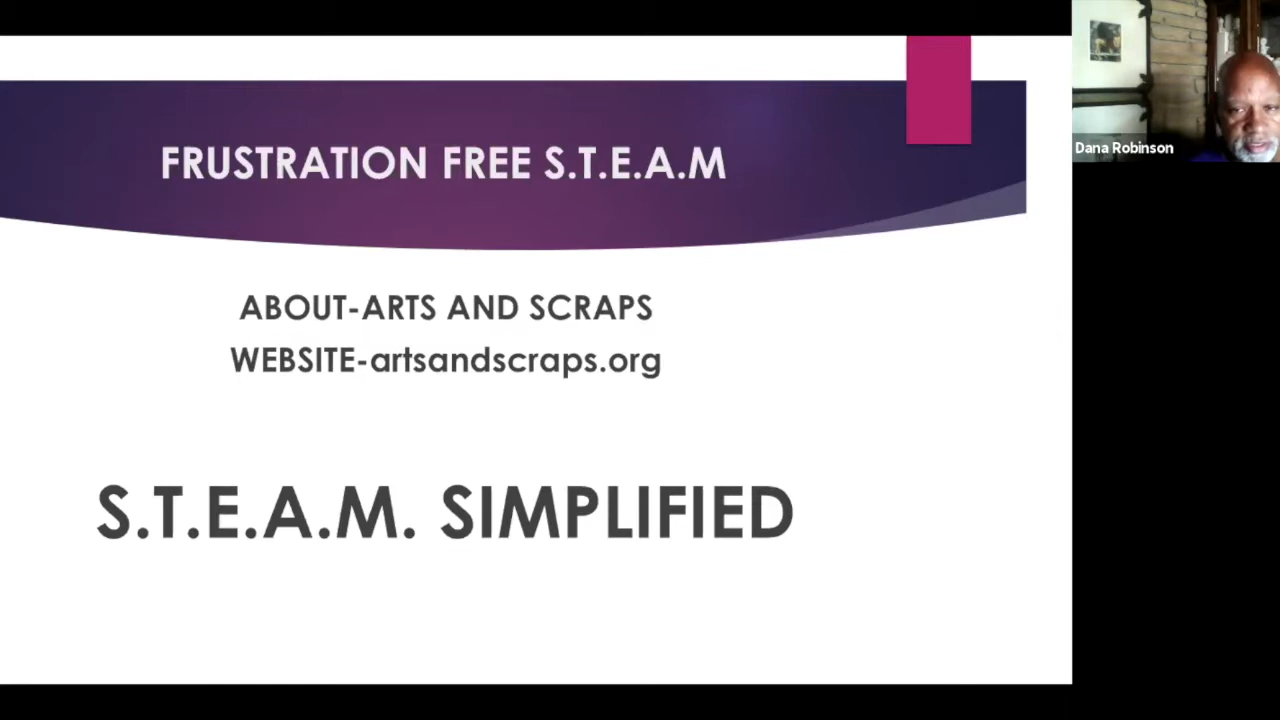 FRUSTRATION FREE S.T.E.A.M
ABOUT-ARTS AND SCRAPS
WEBSITE-artsandscraps.org
S.T.E.A.M. SIMPLIFIED
Dana Robinson